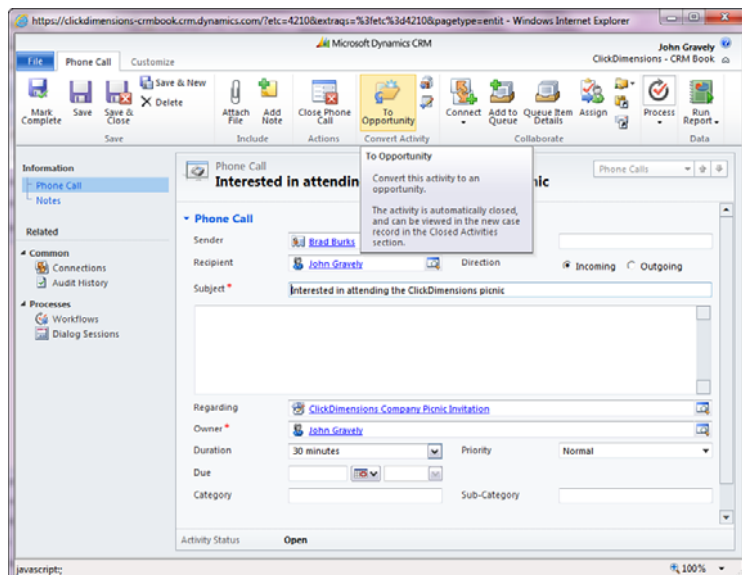 https://clickdimensions-crmbook.crm.dynamics.com/?etc=4210&extraqs=%3fetc%3d4210&pagetype=entit - Windows Internet Explorer
Microsoft Dynamics CRM
John Gravely
ClickDimensions - CRM Book
File Phone Call Customize
Mark Complete
Save
Save & Close
Save & New
Delete
Save
Attach File
Add Note
Include
Close Phone Call
Actions
To Opportunity
Convert Activity
Connect
Add to Queue
Queue Item Details
Assign
Collaborate
Process
Run Report
Data
Information
Phone Call
Notes
Related
Common
Connections
Audit History
Processes
Workflows
Dialog Sessions
Phone Call
Interested in attendin
nic
Phone Calls
To Opportunity
Convert this activity to an
opportunity.
The activity is automatically closed,
and can be viewed in the new case
record in the Closed Activities
section.
Phone Call
Sender Brad Burks
Recipient John Gravely Direction Incoming Outgoing
Subject * Interested in attending the ClickDimensions picnic
Regarding ClickDimensions Company Picnic Invitation
Owner * John Gravely
Duration 30 minutes Priority Normal
Due
Category Sub-Category
Activity Status Open
javascript:;
100%